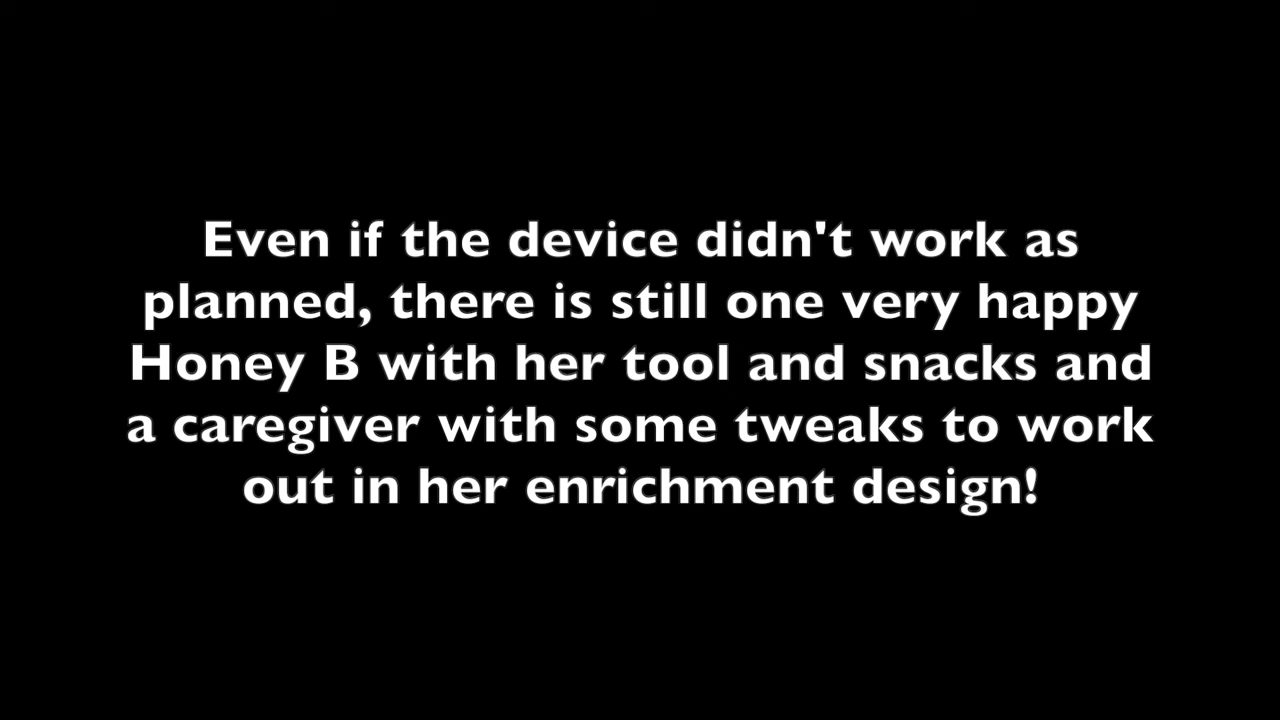 Even if the device didn't work as
planned, there is still one very happy
Honey B with her tool and snacks and
a caregiver with some tweaks to work
out in her enrichment design!